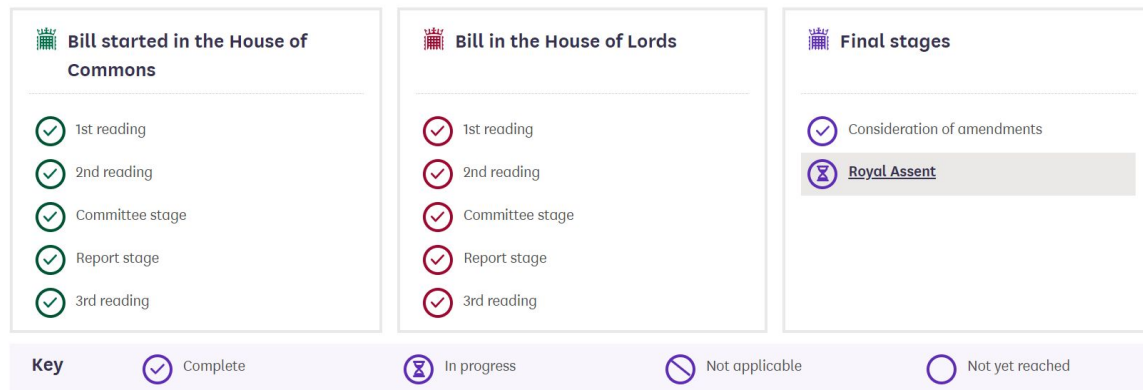 Bill started in the House of
Commons
1st reading
2nd reading
Committee stage
Report stage
3rd reading
Bill in the House of Lords
1st reading
2nd reading
Committee stage
Report stage
3rd reading
Final stages
Consideration of amendments
Royal Assent
Key
Complete
In progress
Not applicable
Not yet reached